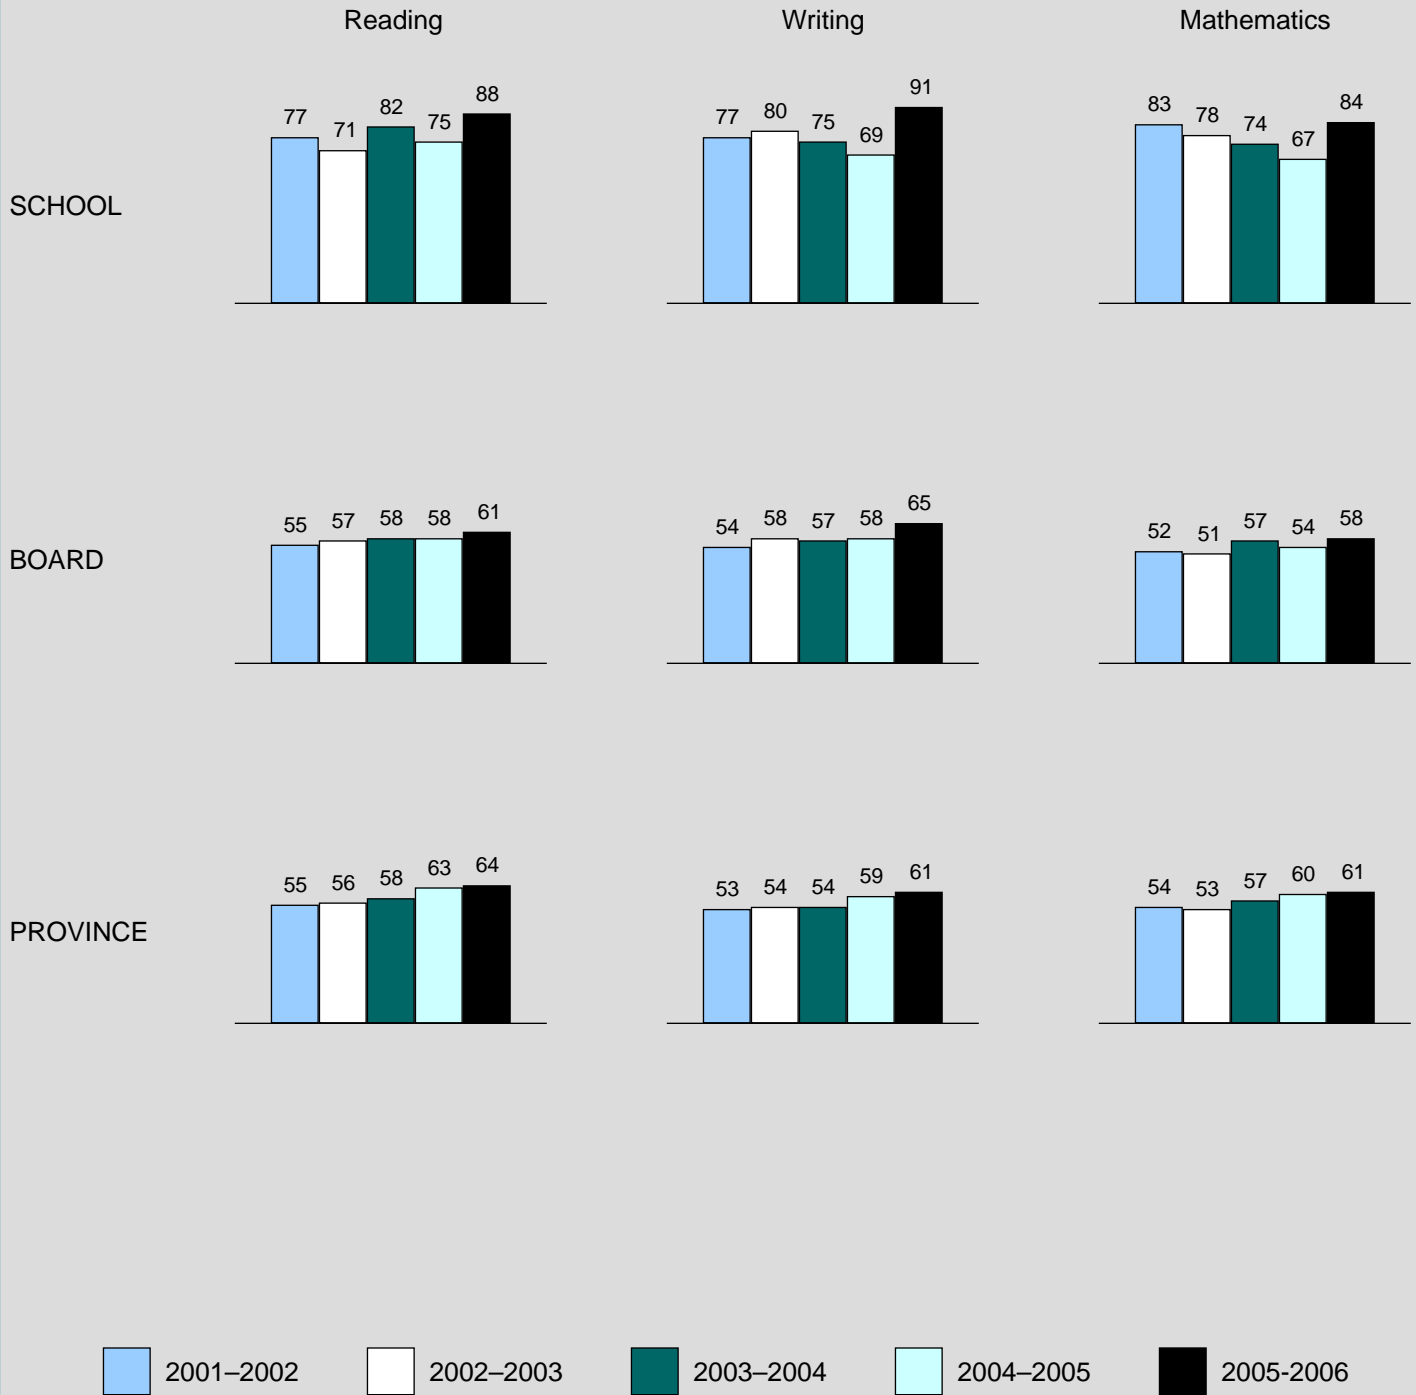 Reading Writing Mathematics
SCHOOL
77 71 82 75 88
77 80 75 69 91
83 78 74 67 84
BOARD
55 57 58 58 61
54 58 57 58 65
52 51 57 54 58
PROVINCE
55 56 58 63 64
53 54 54 59 61
54 53 57 60 61
2001–2002 2002–2003 2003–2004 2004–2005 2005-2006